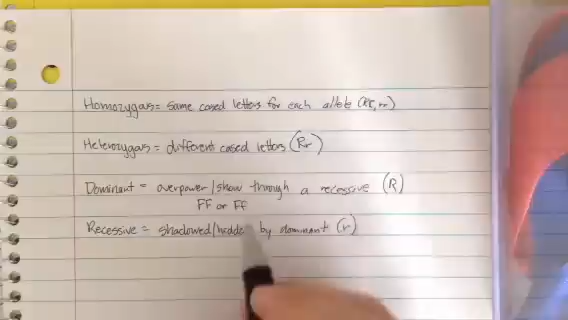 Homozygous = same cased letters for each allele (RR, rr)
Heterozygous = different cased letters (Rr)
Dominant = overpower/show through a recessive (R)
FF or FF
Recessive = shadowed/hidden by dominant (r)